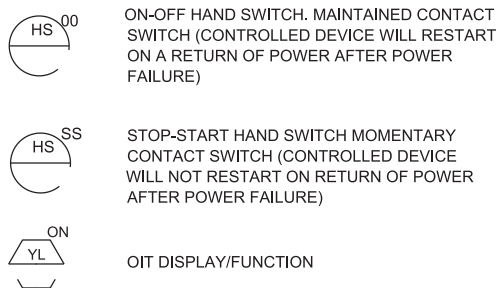 HS 00
ON-OFF HAND SWITCH. MAINTAINED CONTACT
SWITCH (CONTROLLED DEVICE WILL RESTART
ON A RETURN OF POWER AFTER POWER
FAILURE)
HS SS
STOP-START HAND SWITCH MOMENTARY
CONTACT SWITCH (CONTROLLED DEVICE
WILL NOT RESTART ON RETURN OF POWER
AFTER POWER FAILURE)
ON
YL
OIT DISPLAY/FUNCTION